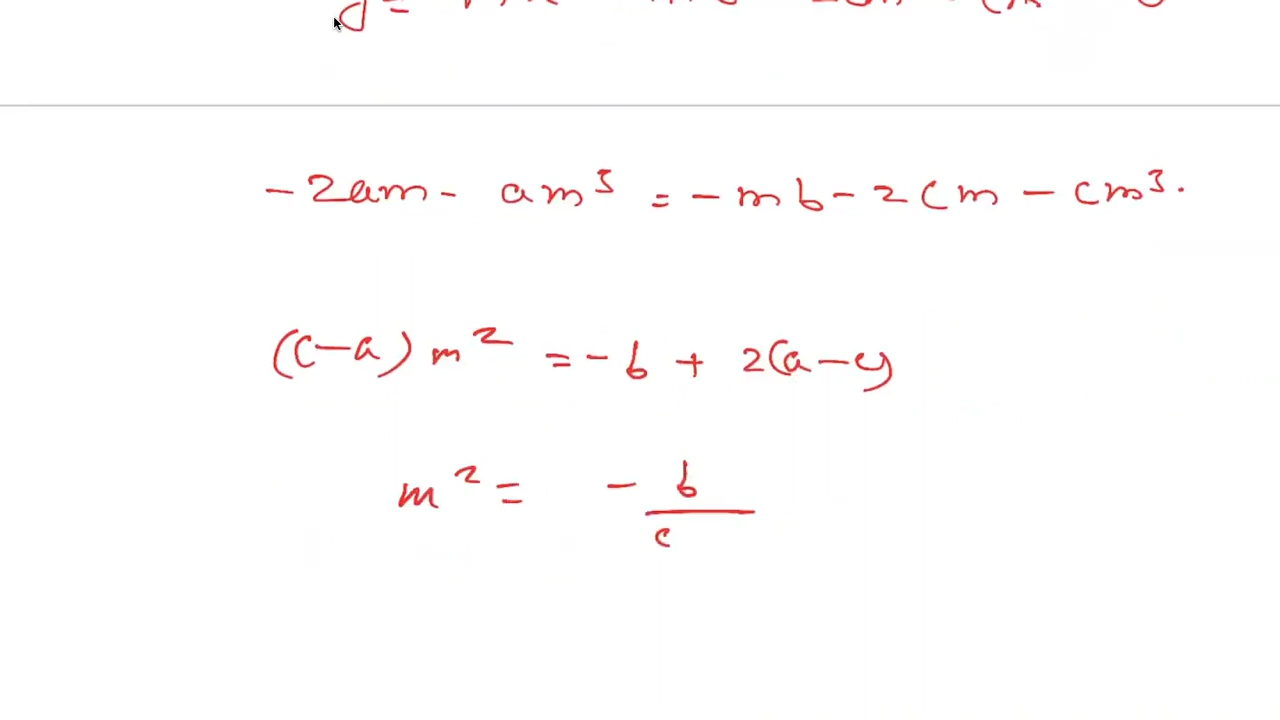 y =
-2am - am³ = -mb - 2cm - cm³.
(c-a)m² = -b + 2(a-c)
m² = - b/c